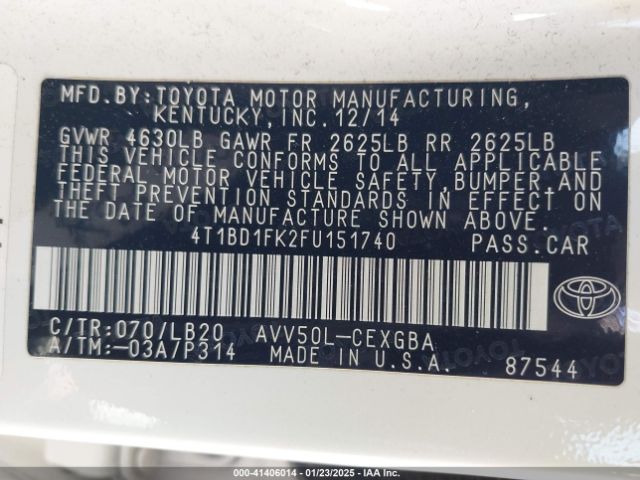 MFD.BY:TOYOTA MOTOR MANUFACTURING,
KENTUCKY,INC.12/14
GVWR 4630LB GAWR FR 2625LB RR 2625LB
THIS VEHICLE CONFORMS TO ALL APPLICABLE
FEDERAL MOTOR VEHICLE SAFETY,BUMPER,AND
THEFT PREVENTION STANDARDS IN EFFECT ON
THE DATE OF MANUFACTURE SHOWN ABOVE.
4T1BD1FK2FU151740 PASS.CAR
C/TR:070/LB20 AVV50L-CEXGBA
A/TM:-03A/P314 MADE IN U.S.A. 87544
000-41406014 - 01/23/2025 - IAA Inc.